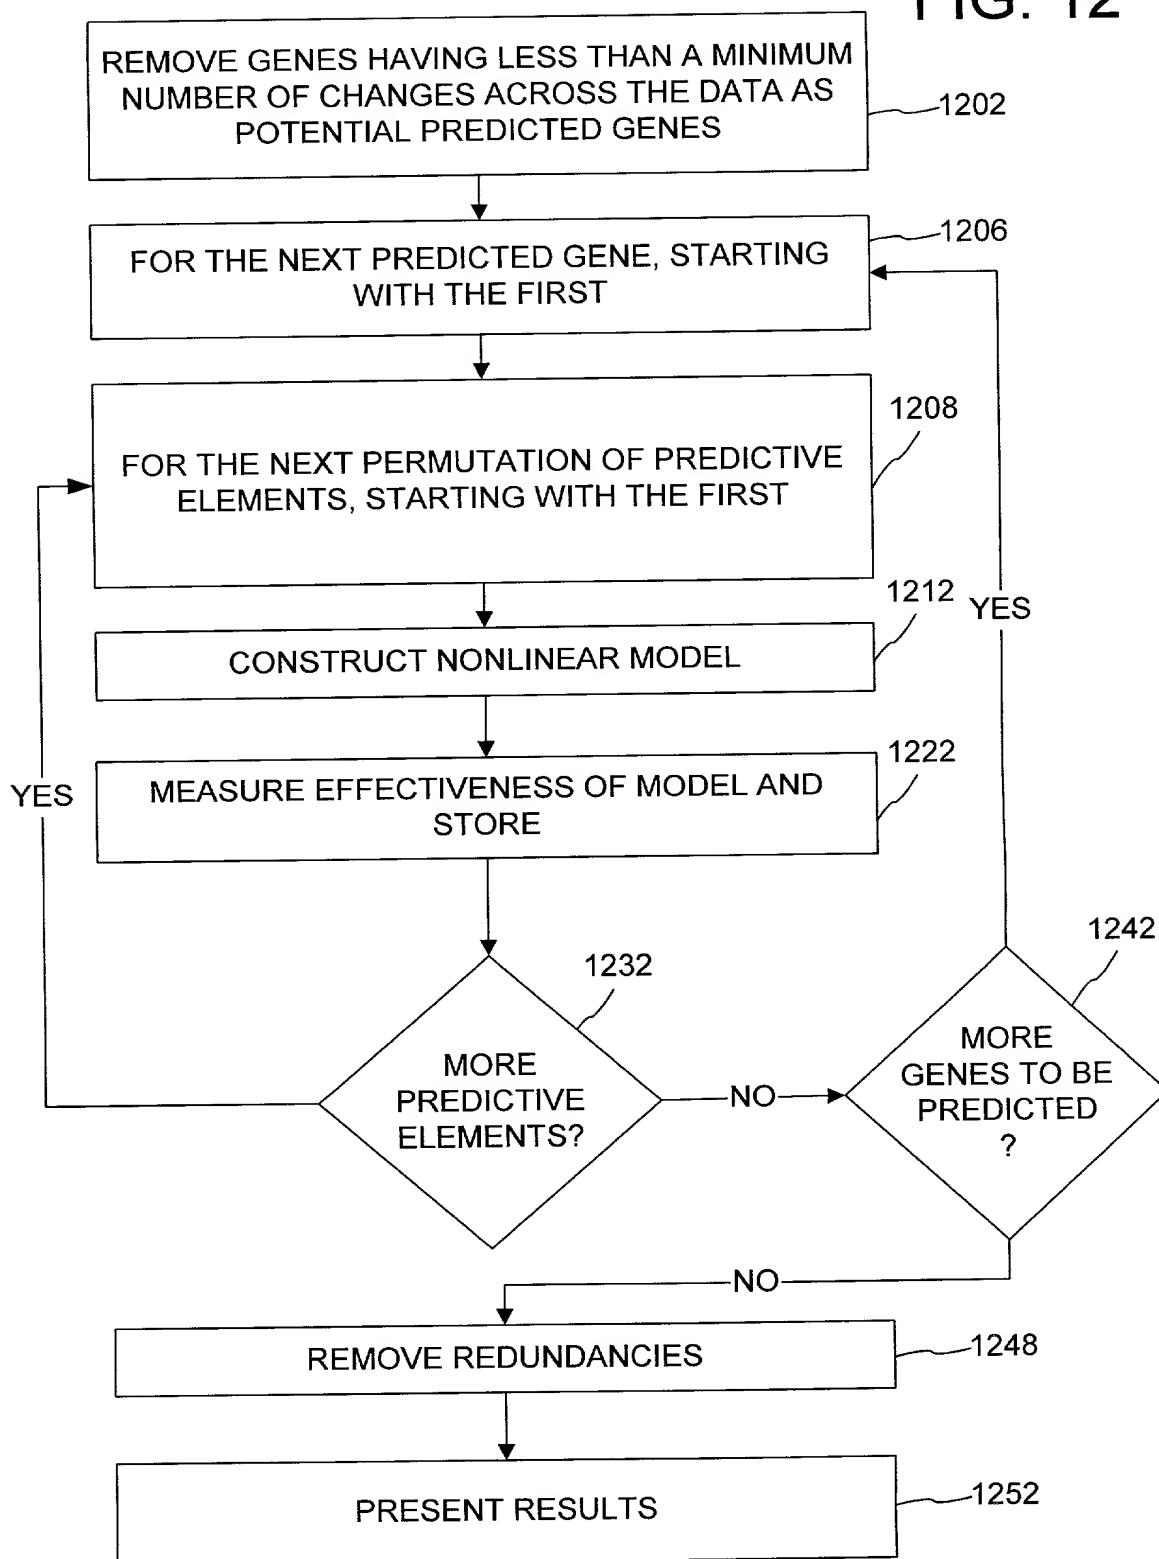 FIG. 12
REMOVE GENES HAVING LESS THAN A MINIMUM
NUMBER OF CHANGES ACROSS THE DATA AS
POTENTIAL PREDICTED GENES
1202
FOR THE NEXT PREDICTED GENE, STARTING
WITH THE FIRST
1206
FOR THE NEXT PERMUTATION OF PREDICTIVE
ELEMENTS, STARTING WITH THE FIRST
1208
CONSTRUCT NONLINEAR MODEL
1212
YES
MEASURE EFFECTIVENESS OF MODEL AND
STORE
1222
YES
MORE
PREDICTIVE
ELEMENTS?
1232
NO
MORE
GENES TO BE
PREDICTED
?
1242
NO
REMOVE REDUNDANCIES
1248
PRESENT RESULTS
1252